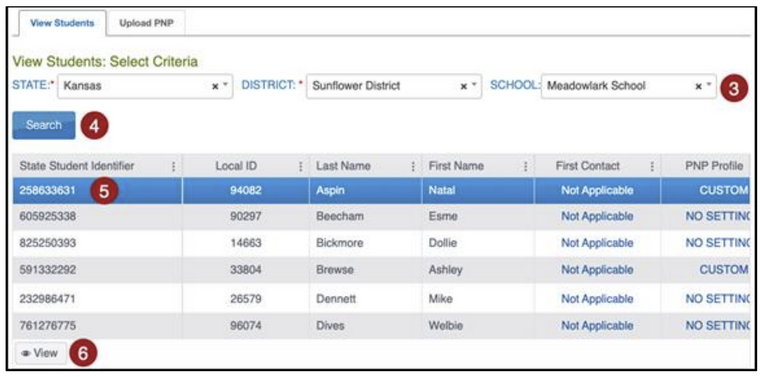 View Students Upload PNP
View Students: Select Criteria
STATE:* Kansas × DISTRICT: * Sunflower District × SCHOOL: Meadowlark School × 3
Search 4
State Student Identifier Local ID Last Name First Name First Contact PNP Profile
258633631 5 94082 Aspin Natal Not Applicable CUSTOM
605925338 90297 Beecham Esme Not Applicable NO SETTING
825250393 14663 Bickmore Dollie Not Applicable NO SETTING
591332292 33804 Brewse Ashley Not Applicable CUSTOM
232986471 26579 Dennett Mike Not Applicable NO SETTING
761276775 96074 Dives Welbie Not Applicable NO SETTING
View 6